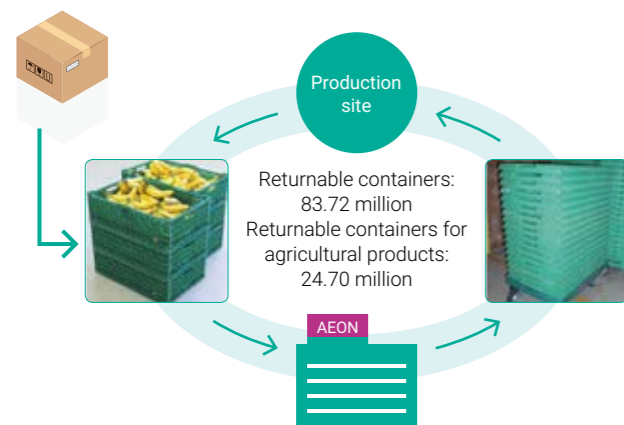 Production
site
Returnable containers:
83.72 million
Returnable containers for
agricultural products:
24.70 million
AEON